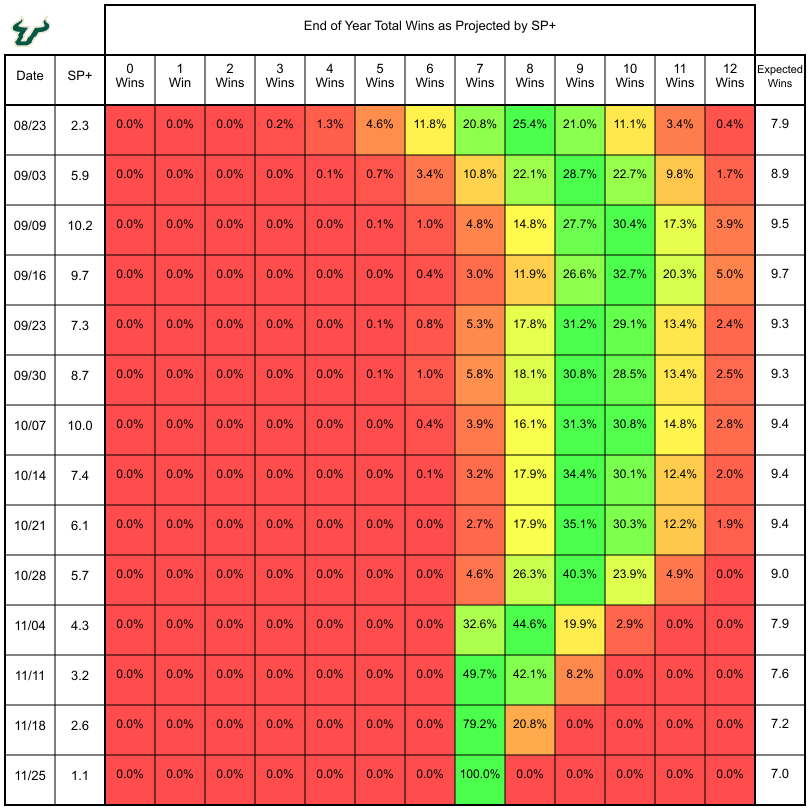 End of Year Total Wins as Projected by SP+
Date SP+ 0 Wins 1 Win 2 Wins 3 Wins 4 Wins 5 Wins 6 Wins 7 Wins 8 Wins 9 Wins 10 Wins 11 Wins 12 Wins Expected Wins
08/23 2.3 0.0% 0.0% 0.0% 0.2% 1.3% 4.6% 11.8% 20.8% 25.4% 21.0% 11.1% 3.4% 0.4% 7.9
09/03 5.9 0.0% 0.0% 0.0% 0.0% 0.1% 0.7% 3.4% 10.8% 22.1% 28.7% 22.7% 9.8% 1.7% 8.9
09/09 10.2 0.0% 0.0% 0.0% 0.0% 0.0% 0.1% 1.0% 4.8% 14.8% 27.7% 30.4% 17.3% 3.9% 9.5
09/16 9.7 0.0% 0.0% 0.0% 0.0% 0.0% 0.0% 0.4% 3.0% 11.9% 26.6% 32.7% 20.3% 5.0% 9.7
09/23 7.3 0.0% 0.0% 0.0% 0.0% 0.0% 0.1% 0.8% 5.3% 17.8% 31.2% 29.1% 13.4% 2.4% 9.3
09/30 8.7 0.0% 0.0% 0.0% 0.0% 0.0% 0.1% 1.0% 5.8% 18.1% 30.8% 28.5% 13.4% 2.5% 9.3
10/07 10.0 0.0% 0.0% 0.0% 0.0% 0.0% 0.0% 0.4% 3.9% 16.1% 31.3% 30.8% 14.8% 2.8% 9.4
10/14 7.4 0.0% 0.0% 0.0% 0.0% 0.0% 0.0% 0.1% 3.2% 17.9% 34.4% 30.1% 12.4% 2.0% 9.4
10/21 6.1 0.0% 0.0% 0.0% 0.0% 0.0% 0.0% 0.0% 2.7% 17.9% 35.1% 30.3% 12.2% 1.9% 9.4
10/28 5.7 0.0% 0.0% 0.0% 0.0% 0.0% 0.0% 0.0% 4.6% 26.3% 40.3% 23.9% 4.9% 0.0% 9.0
11/04 4.3 0.0% 0.0% 0.0% 0.0% 0.0% 0.0% 0.0% 32.6% 44.6% 19.9% 2.9% 0.0% 0.0% 7.9
11/11 3.2 0.0% 0.0% 0.0% 0.0% 0.0% 0.0% 0.0% 49.7% 42.1% 8.2% 0.0% 0.0% 0.0% 7.6
11/18 2.6 0.0% 0.0% 0.0% 0.0% 0.0% 0.0% 0.0% 79.2% 20.8% 0.0% 0.0% 0.0% 0.0% 7.2
11/25 1.1 0.0% 0.0% 0.0% 0.0% 0.0% 0.0% 0.0% 100.0% 0.0% 0.0% 0.0% 0.0% 0.0% 7.0